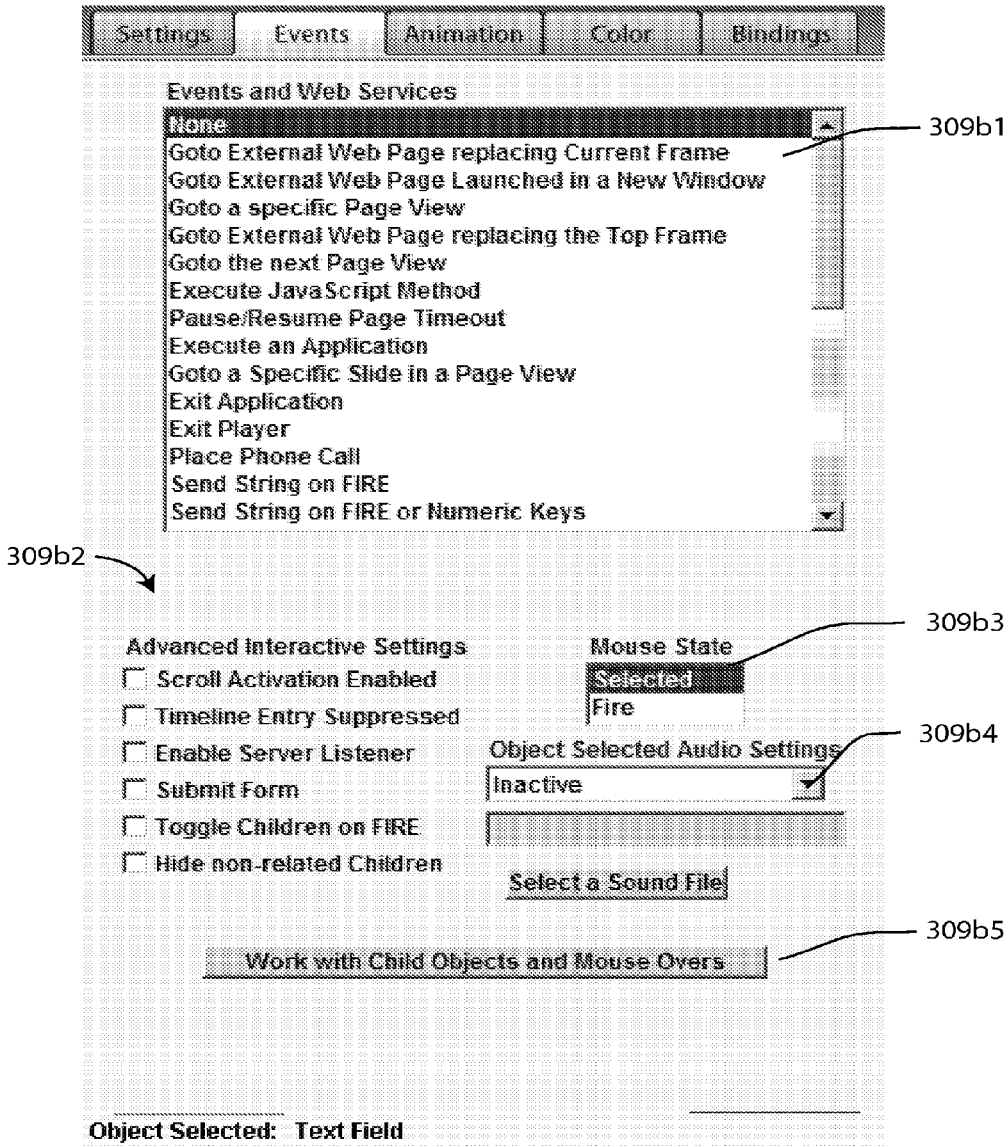 Settings Events Animation Color Bindings
Events and Web Services
None
309b1
Goto External Web Page replacing Current Frame
Goto External Web Page Launched in a New Window
Goto a specific Page View
Goto External Web Page replacing the Top Frame
Goto the next Page View
Execute JavaScript Method
Pause/Resume Page Timeout
Execute an Application
Goto a Specific Slide in a Page View
Exit Application
Exit Player
Place Phone Call
Send String on FIRE
Send String on FIRE or Numeric Keys
309b2
309b3
Advanced Interactive Settings
Scroll Activation Enabled
Timeline Entry Suppressed
Enable Server Listener
Submit Form
Toggle Children on FIRE
Hide non-related Children
Mouse State
Selected
Fire
309b4
Object Selected Audio Settings
Inactive
Select a Sound File
309b5
Work with Child Objects and Mouse Overs
Object Selected: Text Field